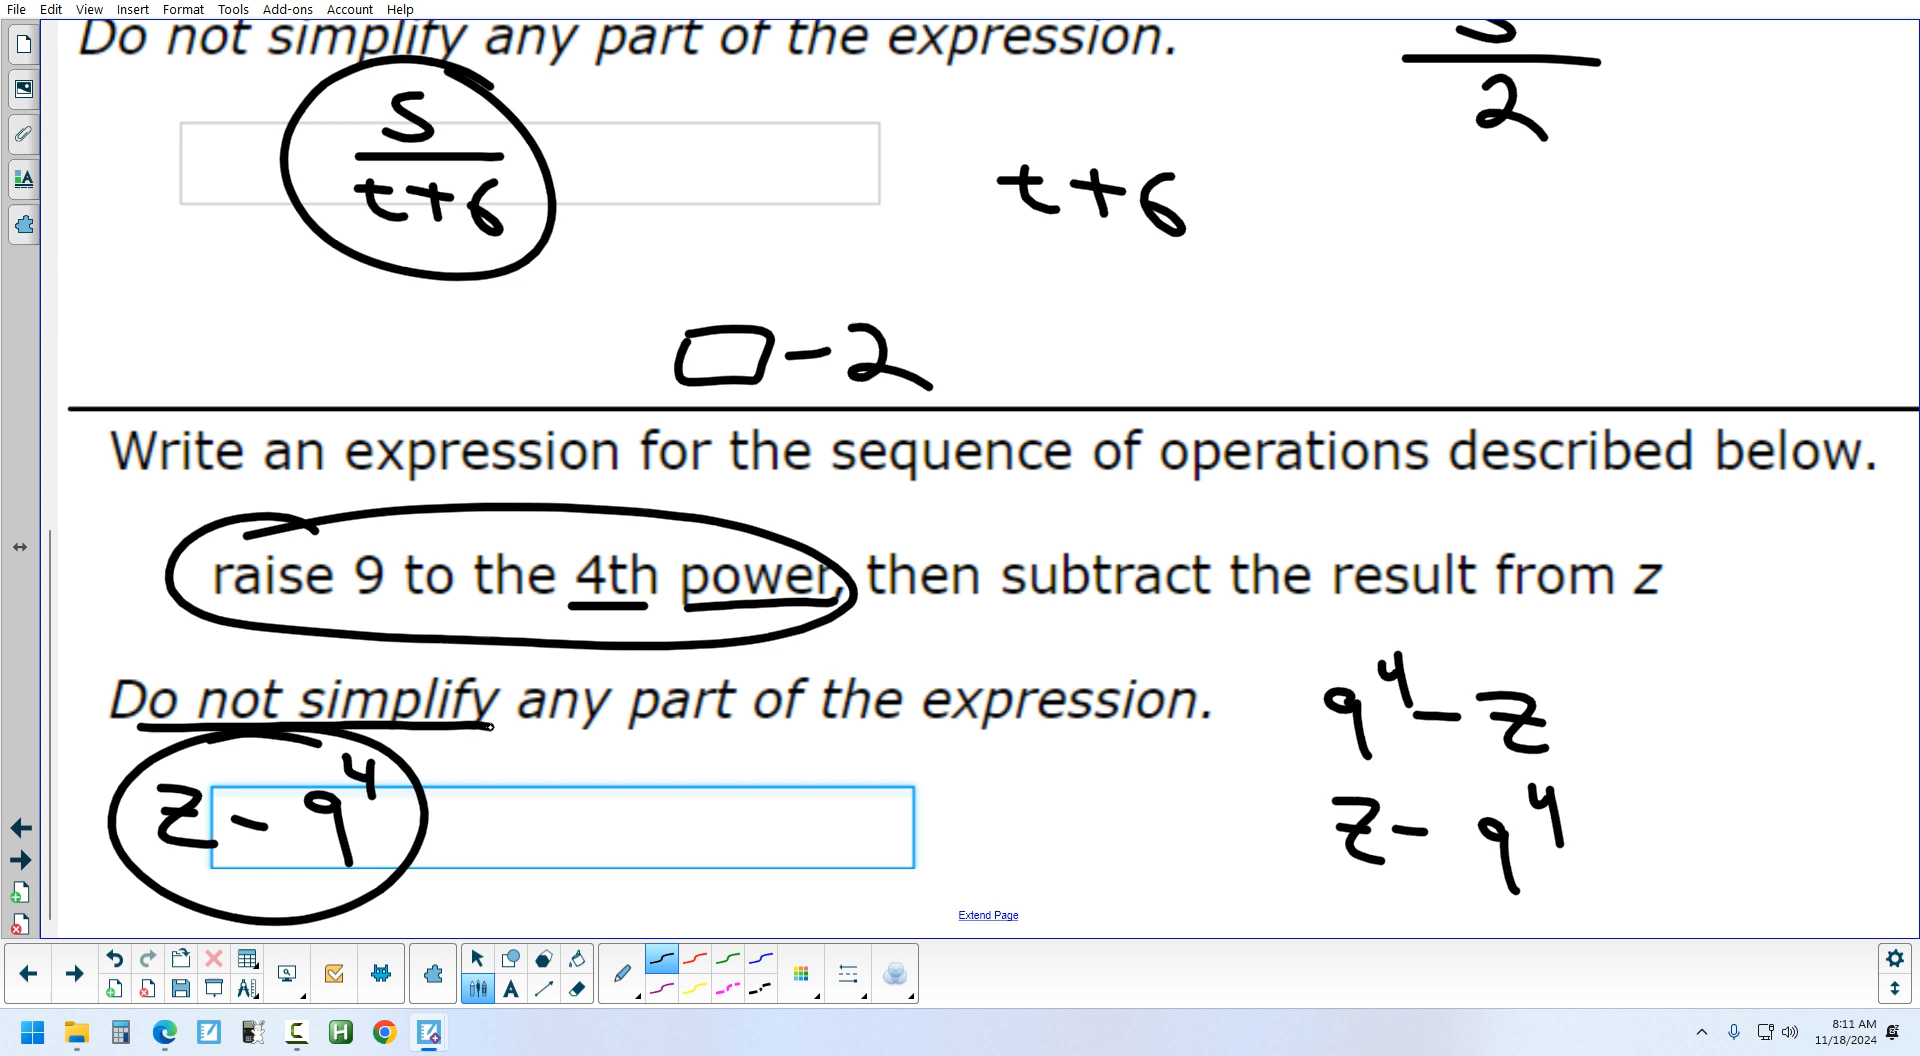 File Edit View Insert Format Tools Add-ons Account Help
Do not simplify any part of the expression.
s
2
s
t+6
t+6
-2
Write an expression for the sequence of operations described below.
raise 9 to the 4th power, then subtract the result from z
Do not simplify any part of the expression.
9⁴-z
z-9⁴
z-9⁴
Extend Page
8:11 AM
11/18/2024